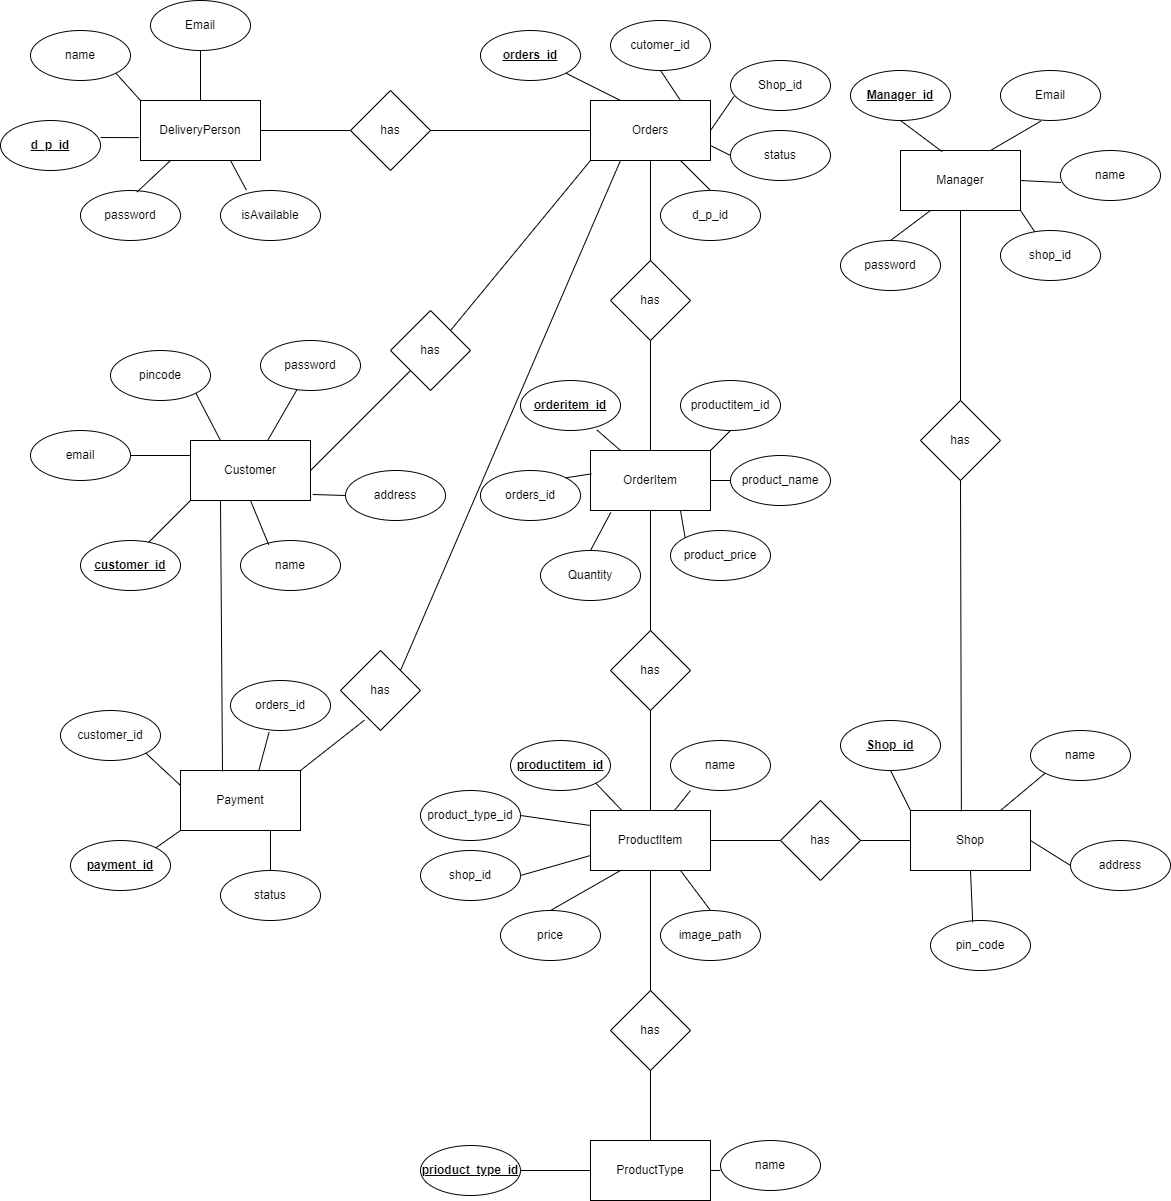 Email
name
orders_id
cutomer_id
Shop_id
Manager_id
Email
DeliveryPerson
has
Orders
d_p_id
status
Manager
name
password
isAvailable
d_p_id
password
shop_id
has
has
pincode
password
orderitem_id
productitem_id
has
email
Customer
address
orders_id
OrderItem
product_name
customer_id
name
Quantity
product_price
has
has
customer_id
orders_id
Payment
payment_id
status
productitem_id
name
Shop_id
name
product_type_id
ProductItem
has
Shop
shop_id
address
price
image_path
pin_code
has
prioduct_type_id
ProductType
name